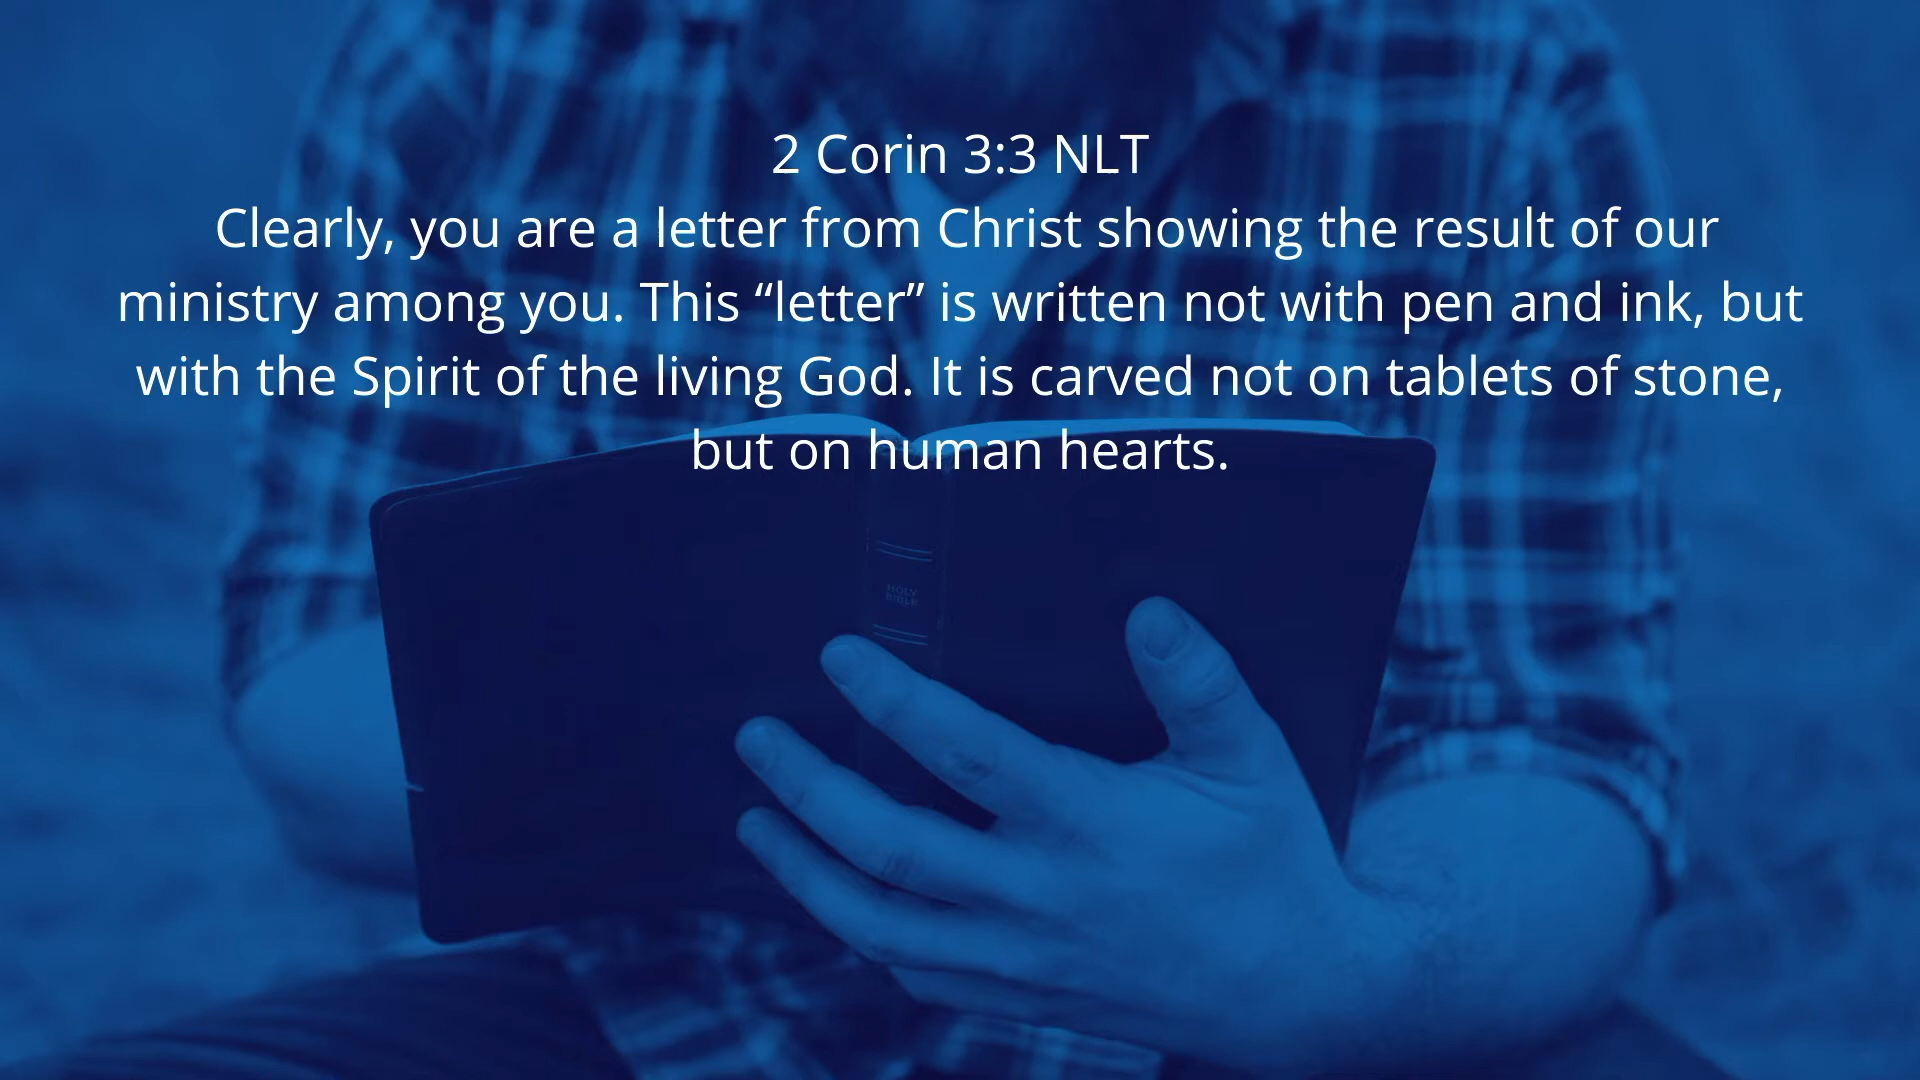 2 Corin 3:3 NLT
Clearly, you are a letter from Christ showing the result of our
ministry among you. This “letter” is written not with pen and ink, but
with the Spirit of the living God. It is carved not on tablets of stone,
but on human hearts.
HOLY
BIBLE